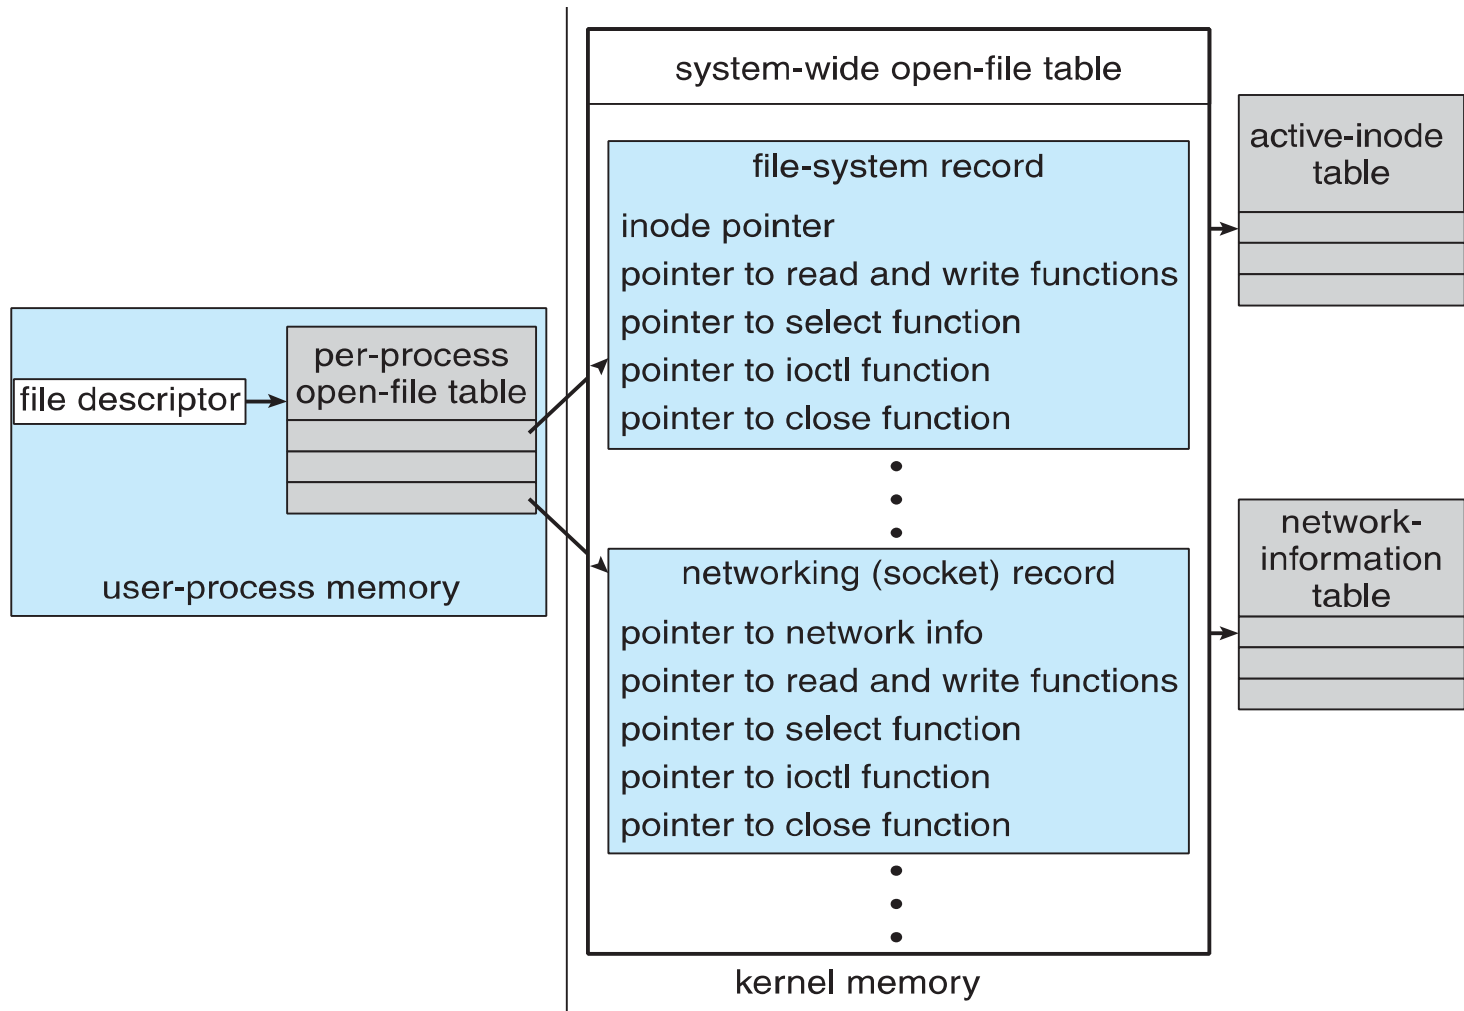 system-wide open-file table
file-system record
inode pointer
pointer to read and write functions
pointer to select function
pointer to ioctl function
pointer to close function
active-inode
table
per-process
open-file table
file descriptor
user-process memory
networking (socket) record
pointer to network info
pointer to read and write functions
pointer to select function
pointer to ioctl function
pointer to close function
network-
information
table
kernel memory